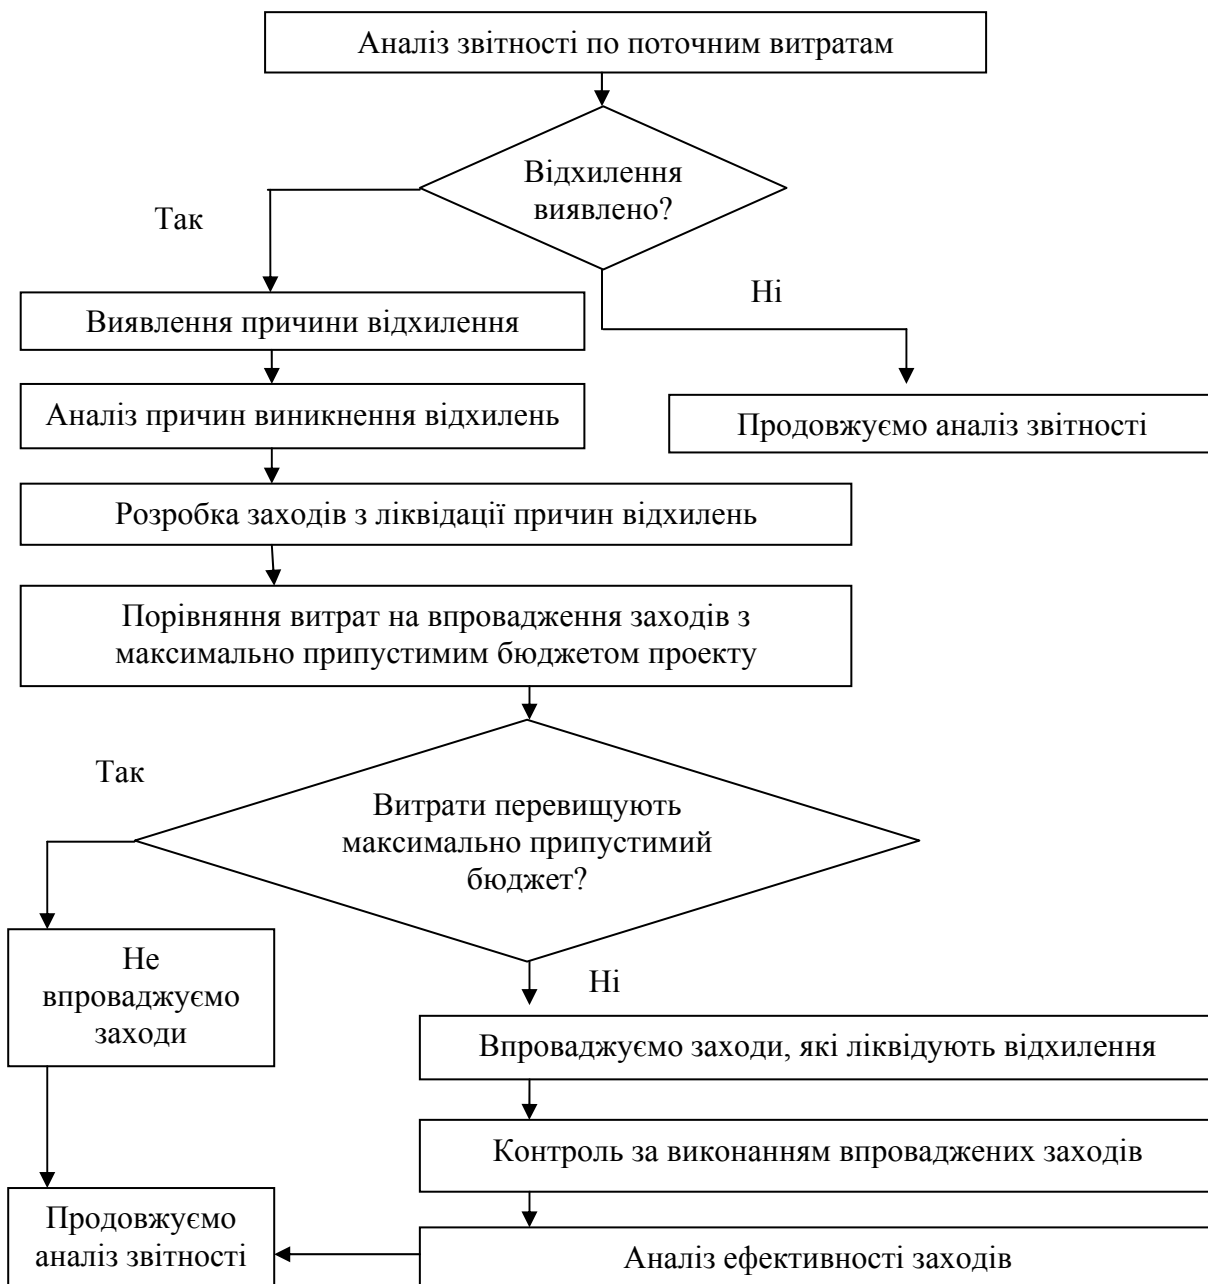 Аналіз звітності по поточним витратам
Відхилення
виявлено?
Так
Ні
Виявлення причини відхилення
Аналіз причин виникнення відхилень
Продовжуємо аналіз звітності
Розробка заходів з ліквідації причин відхилень
Порівняння витрат на впровадження заходів з
максимально припустимим бюджетом проекту
Так
Витрати перевищують
максимально припустимий
бюджет?
Не
впроваджуємо
заходи
Ні
Впроваджуємо заходи, які ліквідують відхилення
Контроль за виконанням впроваджених заходів
Продовжуємо
аналіз звітності
Аналіз ефективності заходів